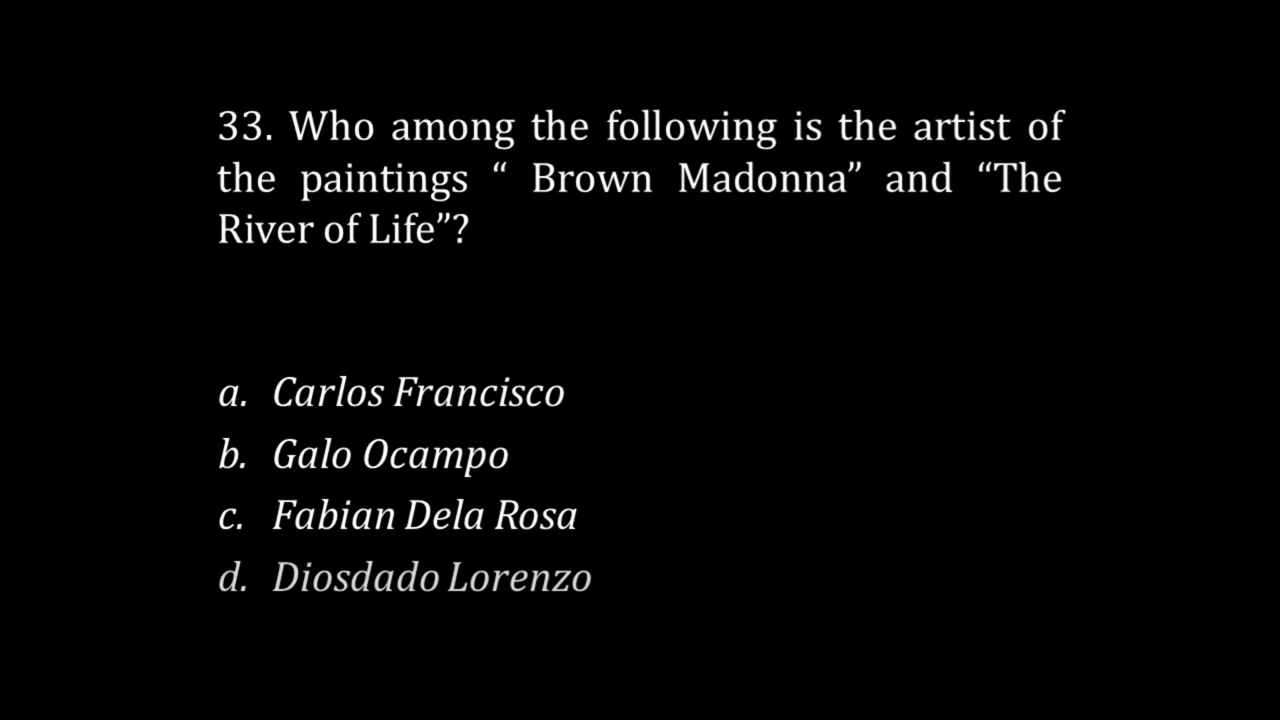 33. Who among the following is the artist of
the paintings “ Brown Madonna” and “The
River of Life”?
a. Carlos Francisco
b. Galo Ocampo
c. Fabian Dela Rosa
d. Diosdado Lorenzo